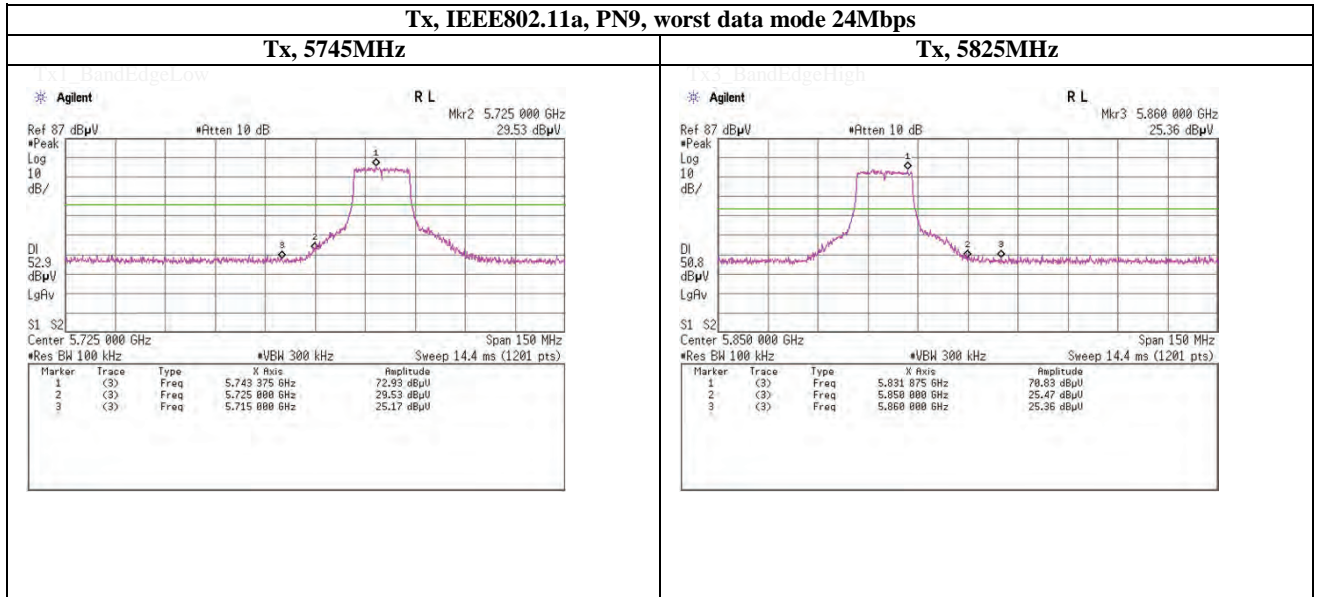 Tx, IEEE802.11a, PN9, worst data mode 24Mbps
Tx, 5745MHz
Tx1_BandEdgeLow
Agilent R L
Mkr2 5.725 000 GHz
Ref 87 dBµV #Atten 10 dB 29.53 dBµV
#Peak
Log
10
dB/
1
2
3
DI
52.9
dBµV
LgAv
S1 S2
Center 5.725 000 GHz Span 150 MHz
#Res BW 100 kHz #VBW 300 kHz Sweep 14.4 ms (1201 pts)
Marker Trace Type X Axis Amplitude
1 (3) Freq 5.743 375 GHz 72.93 dBµV
2 (3) Freq 5.725 000 GHz 29.53 dBµV
3 (3) Freq 5.715 000 GHz 25.17 dBµV
Tx, 5825MHz
Tx3_BandEdgeHigh
Agilent R L
Mkr3 5.860 000 GHz
Ref 87 dBµV #Atten 10 dB 25.36 dBµV
#Peak
Log
10
dB/
1
2
3
DI
50.8
dBµV
LgAv
S1 S2
Center 5.850 000 GHz Span 150 MHz
#Res BW 100 kHz #VBW 300 kHz Sweep 14.4 ms (1201 pts)
Marker Trace Type X Axis Amplitude
1 (3) Freq 5.831 875 GHz 70.83 dBµV
2 (3) Freq 5.850 000 GHz 25.47 dBµV
3 (3) Freq 5.860 000 GHz 25.36 dBµV